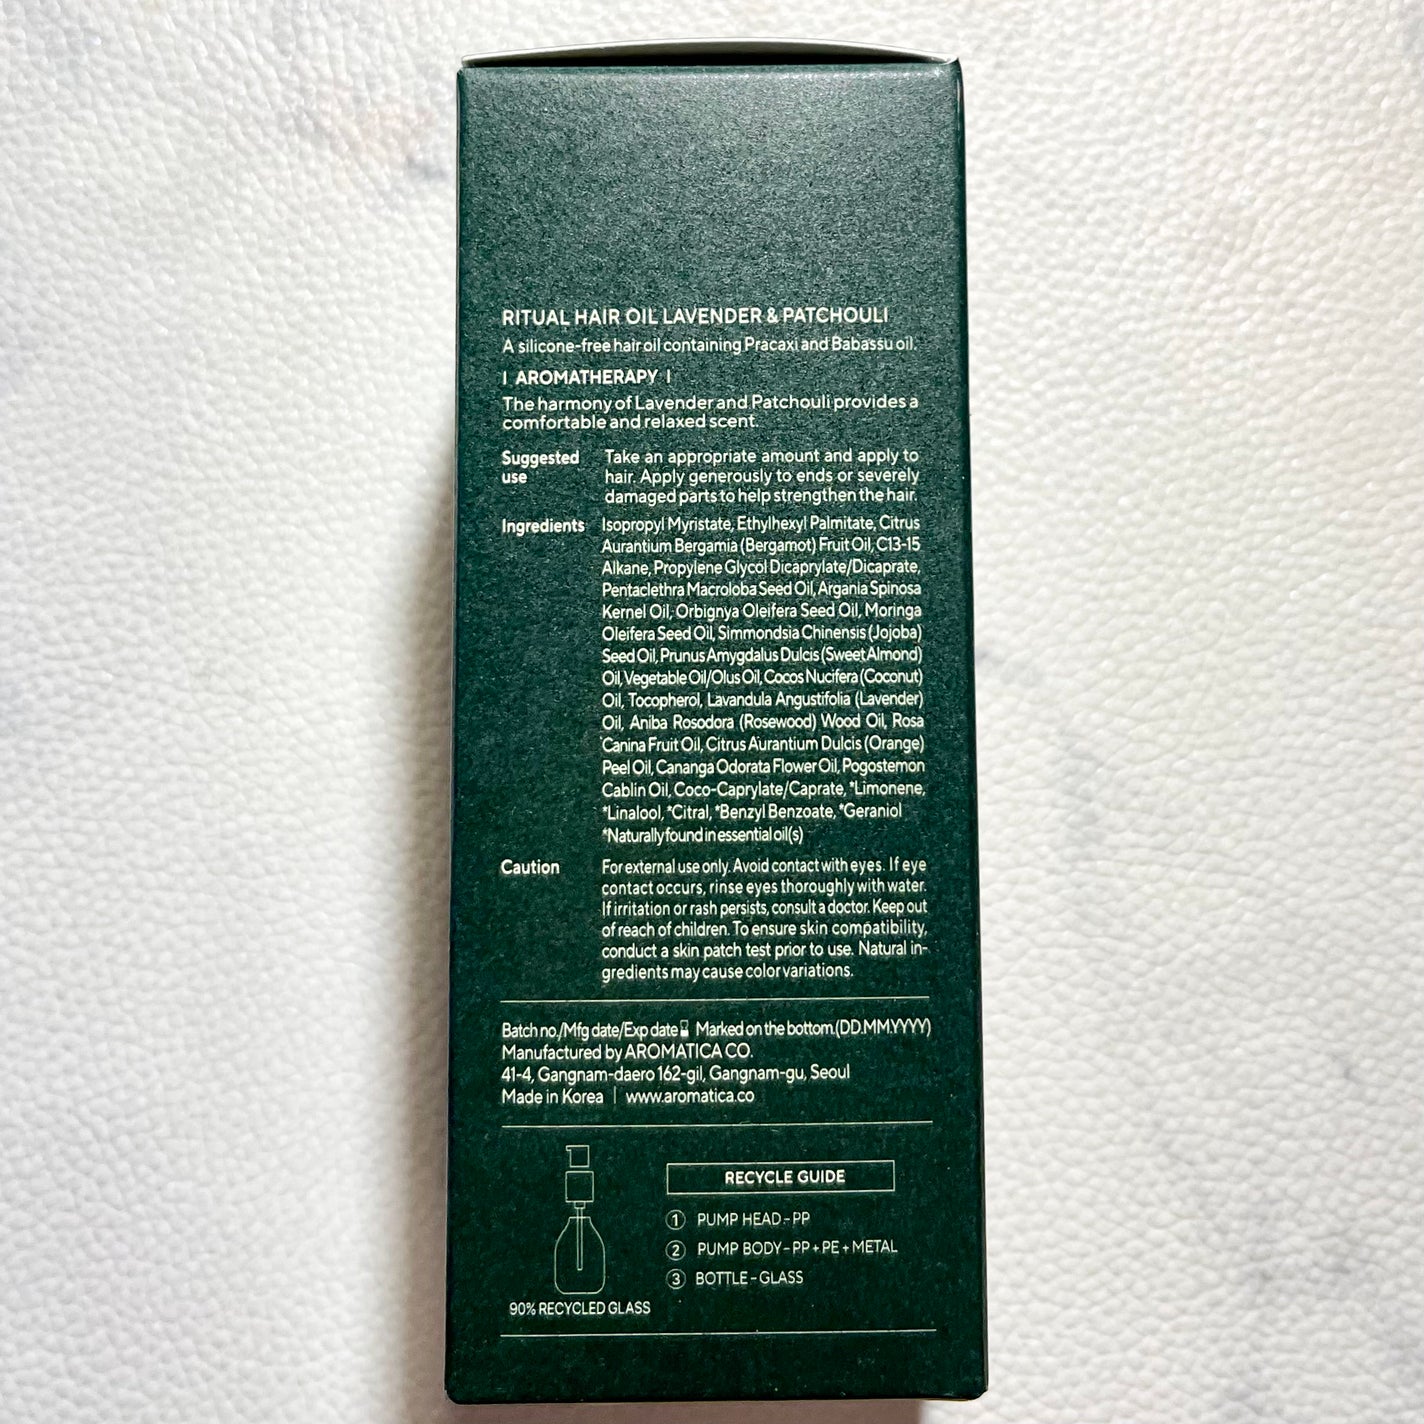 RITUAL HAIR OIL LAVENDER & PATCHOULI
A silicone-free hair oil containing Pracaxi and Babassu oil.
| AROMATHERAPY |
The harmony of Lavender and Patchouli provides a
comfortable and relaxed scent.
Suggested use
Take an appropriate amount and apply to
hair. Apply generously to ends or severely
damaged parts to help strengthen the hair.
Ingredients
Isopropyl Myristate, Ethylhexyl Palmitate, Citrus
Aurantium Bergamia (Bergamot) Fruit Oil, C13-15
Alkane, Propylene Glycol Dicaprylate/Dicaprate,
Pentaclethra Macroloba Seed Oil, Argania Spinosa
Kernel Oil, Orbignya Oleifera Seed Oil, Moringa
Oleifera Seed Oil, Simmondsia Chinensis (Jojoba)
Seed Oil, Prunus Amygdalus Dulcis (Sweet Almond)
Oil, Vegetable Oil/Olus Oil, Cocos Nucifera (Coconut)
Oil, Tocopherol, Lavandula Angustifolia (Lavender)
Oil, Aniba Rosodora (Rosewood) Wood Oil, Rosa
Canina Fruit Oil, Citrus Aurantium Dulcis (Orange)
Peel Oil, Cananga Odorata Flower Oil, Pogostemon
Cablin Oil, Coco-Caprylate/Caprate, *Limonene,
*Linalool, *Citral, *Benzyl Benzoate, *Geraniol
*Naturally found in essential oil(s)
Caution
For external use only. Avoid contact with eyes. If eye
contact occurs, rinse eyes thoroughly with water.
If irritation or rash persists, consult a doctor. Keep out
of reach of children. To ensure skin compatibility,
conduct a skin patch test prior to use. Natural in-
gredients may cause color variations.
Batch no./Mfg date/Exp date Marked on the bottom.(DD.MM.YYYY)
Manufactured by AROMATICA CO.
41-4, Gangnam-daero 162-gil, Gangnam-gu, Seoul
Made in Korea | www.aromatica.co
RECYCLE GUIDE
① PUMP HEAD - PP
② PUMP BODY - PP + PE + METAL
③ BOTTLE - GLASS
90% RECYCLED GLASS